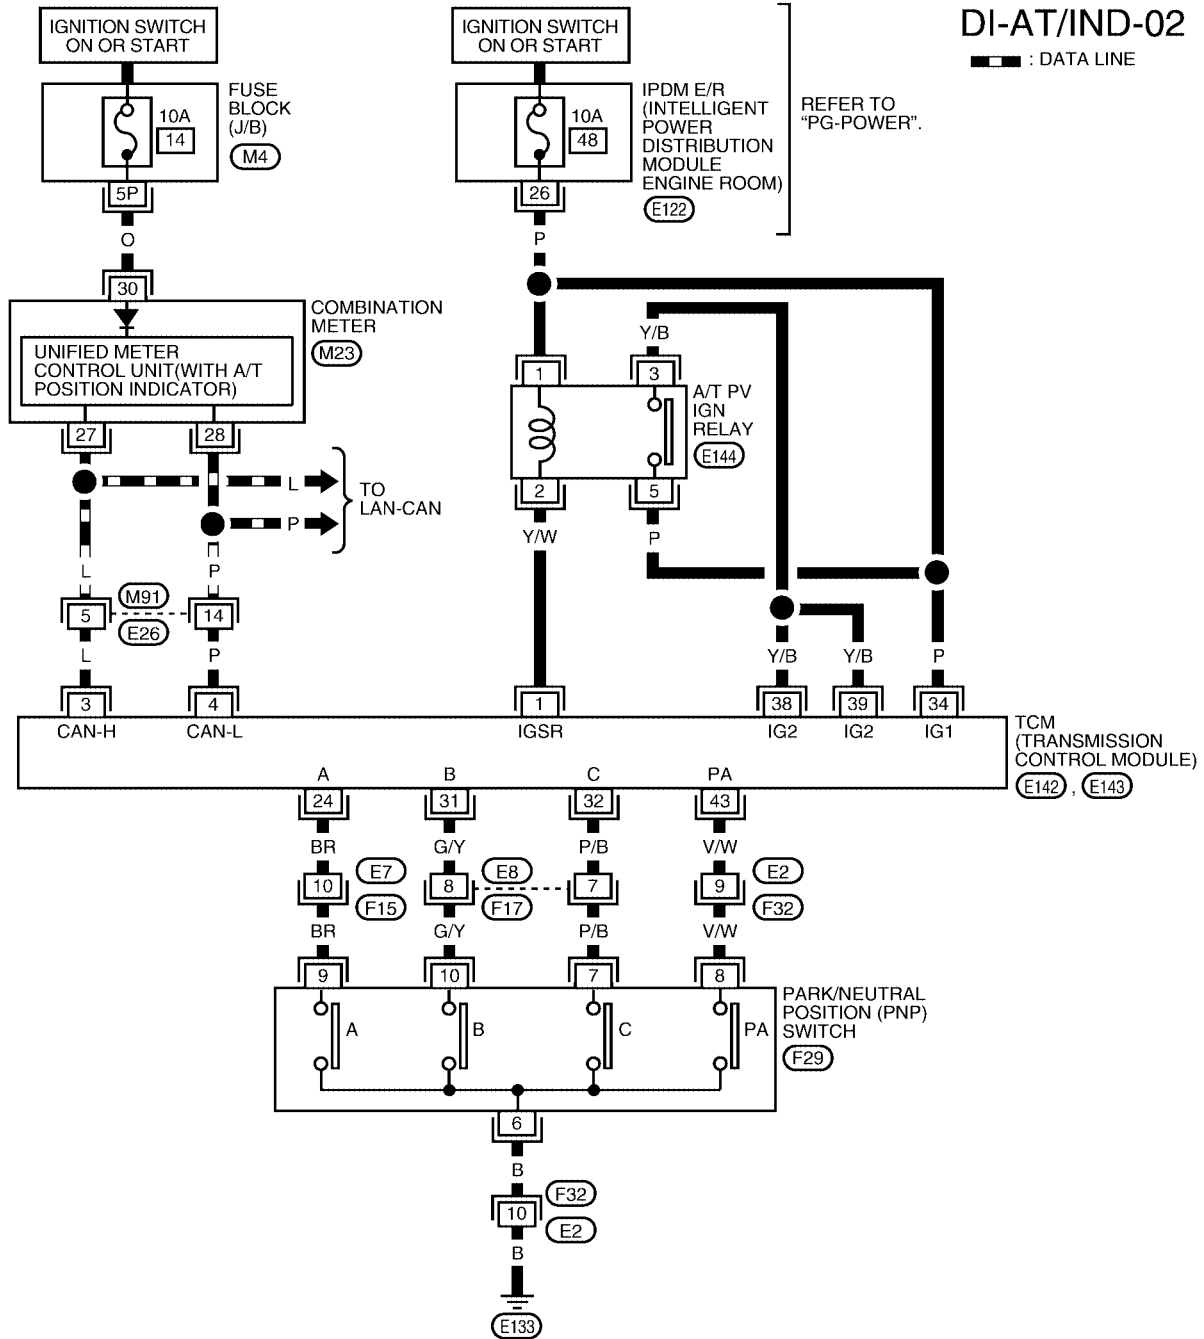 DI-AT/IND-02
: DATA LINE
IGNITION SWITCH
ON OR START
10A
14
FUSE
BLOCK
(J/B)
M4
5P
O
30
IGNITION SWITCH
ON OR START
10A
48
IPDM E/R
(INTELLIGENT
POWER
DISTRIBUTION
MODULE
ENGINE ROOM)
E122
26
P
REFER TO
“PG-POWER”.
COMBINATION
METER
M23
UNIFIED METER
CONTROL UNIT(WITH A/T
POSITION INDICATOR)
27
28
L
P
TO
LAN-CAN
L
P
5
M91
E26
14
L
P
3
4
Y/B
1
3
A/T PV
IGN
RELAY
E144
2
5
Y/W
P
Y/B
Y/B
P
1
38
39
34
CAN-H
CAN-L
IGSR
IG2
IG2
IG1
TCM
(TRANSMISSION
CONTROL MODULE)
E142 , E143
A
B
C
PA
24
31
32
43
BR
G/Y
P/B
V/W
10
E7
F15
8
E8
F17
7
9
E2
F32
BR
G/Y
P/B
V/W
9
10
7
8
A
B
C
PA
PARK/NEUTRAL
POSITION (PNP)
SWITCH
F29
6
B
10
F32
E2
B
E133